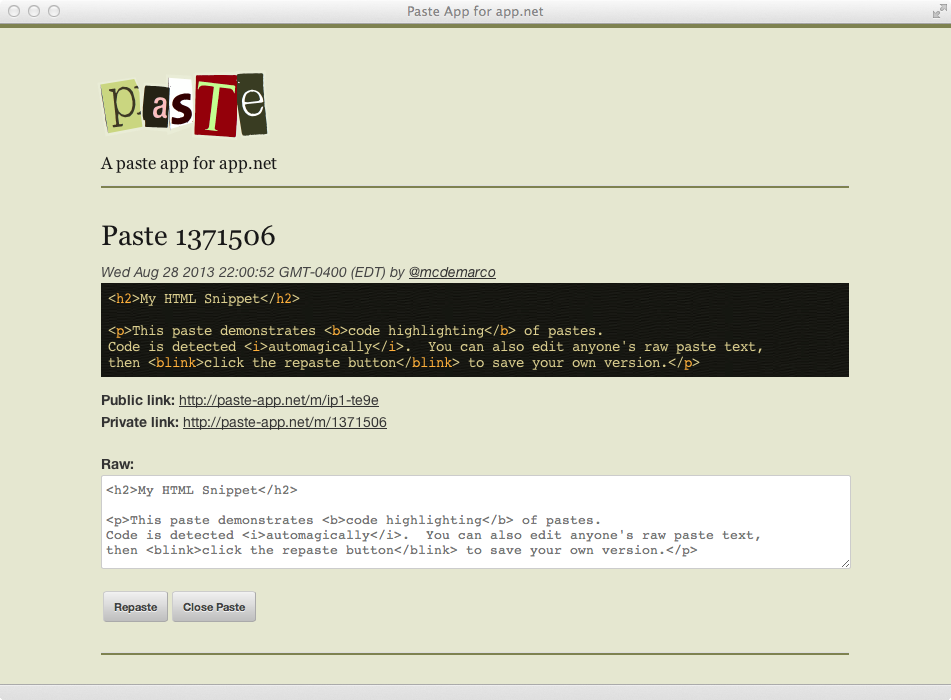 Paste App for app.net
pasTe
A paste app for app.net
Paste 1371506
Wed Aug 28 2013 22:00:52 GMT-0400 (EDT) by @mcdemarco
<h2>My HTML Snippet</h2>
<p>This paste demonstrates <b>code highlighting</b> of pastes.
Code is detected <i>automagically</i>.  You can also edit anyone's raw paste text,
then <blink>click the repaste button</blink> to save your own version.</p>
Public link: http://paste-app.net/m/ip1-te9e
Private link: http://paste-app.net/m/1371506
Raw:
<h2>My HTML Snippet</h2>
<p>This paste demonstrates <b>code highlighting</b> of pastes.
Code is detected <i>automagically</i>.  You can also edit anyone's raw paste text,
then <blink>click the repaste button</blink> to save your own version.</p>
Repaste Close Paste